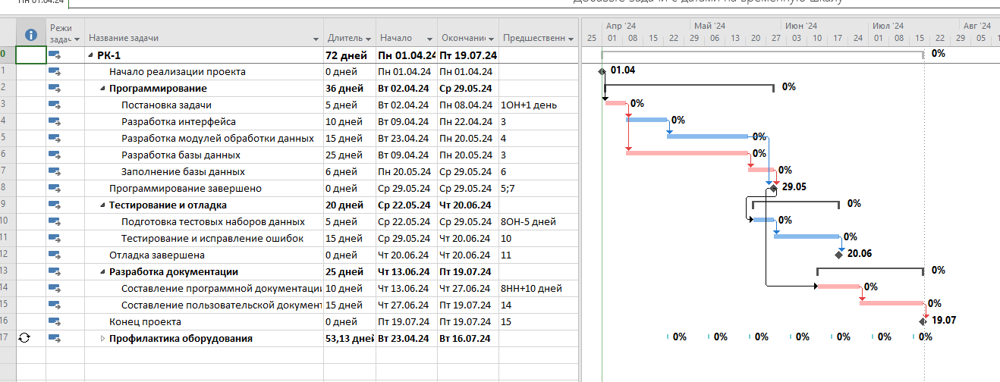 Пн 01.04.24 Добавьте задачи с датами на временную шкалу
Режи задач Название задачи Длитель Начало Окончани Предшественн
Апр '24 Май '24 Июн '24 Июл '24 Авг '24
25 01 08 15 22 29 06 13 20 27 03 10 17 24 01 08 15 22 29 05 12
0 РК-1 72 дней Пн 01.04.24 Пт 19.07.24 0%
1 Начало реализации проекта 0 дней Пн 01.04.24 Пн 01.04.24 01.04
2 Программирование 36 дней Вт 02.04.24 Ср 29.05.24 0%
3 Постановка задачи 5 дней Вт 02.04.24 Пн 08.04.24 1ОН+1 день 0%
4 Разработка интерфейса 10 дней Вт 09.04.24 Пн 22.04.24 3 0%
5 Разработка модулей обработки данных 15 дней Вт 23.04.24 Пн 20.05.24 4 0%
6 Разработка базы данных 25 дней Вт 09.04.24 Пн 20.05.24 3 0%
7 Заполнение базы данных 6 дней Пн 20.05.24 Ср 29.05.24 6 0%
8 Программирование завершено 0 дней Ср 29.05.24 Ср 29.05.24 5;7 29.05
9 Тестирование и отладка 20 дней Ср 22.05.24 Чт 20.06.24 0%
10 Подготовка тестовых наборов данных 5 дней Ср 22.05.24 Ср 29.05.24 8ОН-5 дней 0%
11 Тестирование и исправление ошибок 15 дней Ср 29.05.24 Чт 20.06.24 10 0%
12 Отладка завершена 0 дней Чт 20.06.24 Чт 20.06.24 11 20.06
13 Разработка документации 25 дней Чт 13.06.24 Пт 19.07.24 0%
14 Составление программной документации 10 дней Чт 13.06.24 Чт 27.06.24 8НН+10 дней 0%
15 Составление пользовательской документ 15 дней Чт 27.06.24 Пт 19.07.24 14 0%
16 Конец проекта 0 дней Пт 19.07.24 Пт 19.07.24 15 19.07
17 Профилактика оборудования 53,13 дней Вт 23.04.24 Вт 16.07.24 0% 0% 0% 0% 0% 0% 0%